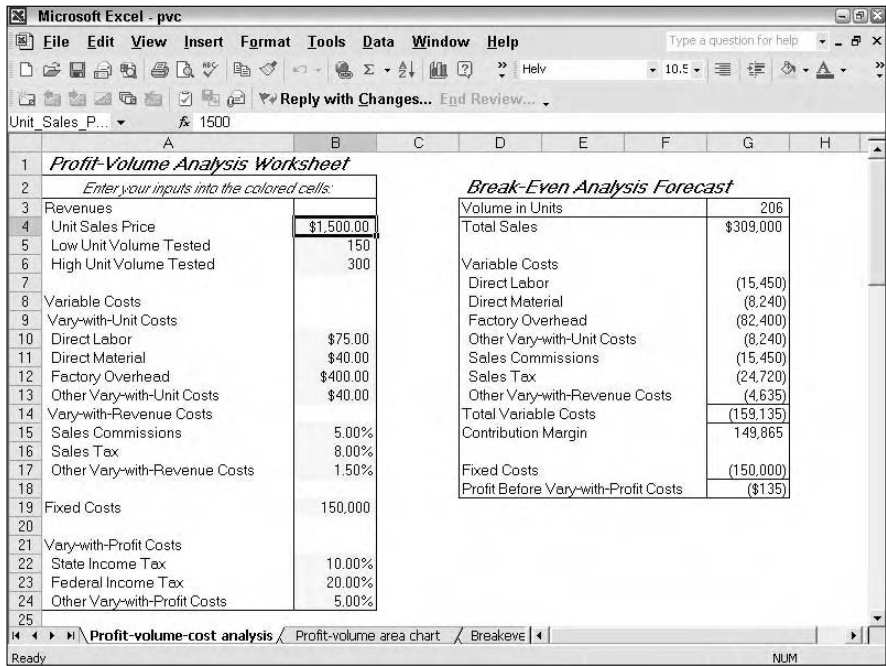 Microsoft Excel - pvc
File Edit View Insert Format Tools Data Window Help Type a question for help
Helv 10.5
Reply with Changes... End Review...
Unit_Sales_P... fx 1500
A B C D E F G H
1 Profit-Volume Analysis Worksheet
2 Enter your inputs into the colored cells: Break-Even Analysis Forecast
3 Revenues Volume in Units 206
4 Unit Sales Price $1,500.00 Total Sales $309,000
5 Low Unit Volume Tested 150
6 High Unit Volume Tested 300 Variable Costs
7 Direct Labor (15,450)
8 Variable Costs Direct Material (8,240)
9 Vary-with-Unit Costs Factory Overhead (82,400)
10 Direct Labor $75.00 Other Vary-with-Unit Costs (8,240)
11 Direct Material $40.00 Sales Commissions (15,450)
12 Factory Overhead $400.00 Sales Tax (24,720)
13 Other Vary-with-Unit Costs $40.00 Other Vary-with-Revenue Costs (4,635)
14 Vary-with-Revenue Costs Total Variable Costs (159,135)
15 Sales Commissions 5.00% Contribution Margin 149,865
16 Sales Tax 8.00%
17 Other Vary-with-Revenue Costs 1.50% Fixed Costs (150,000)
18 Profit Before Vary-with-Profit Costs ($135)
19 Fixed Costs 150,000
20
21 Vary-with-Profit Costs
22 State Income Tax 10.00%
23 Federal Income Tax 20.00%
24 Other Vary-with-Profit Costs 5.00%
25
Profit-volume-cost analysis Profit-volume area chart Breakeve
Ready NUM